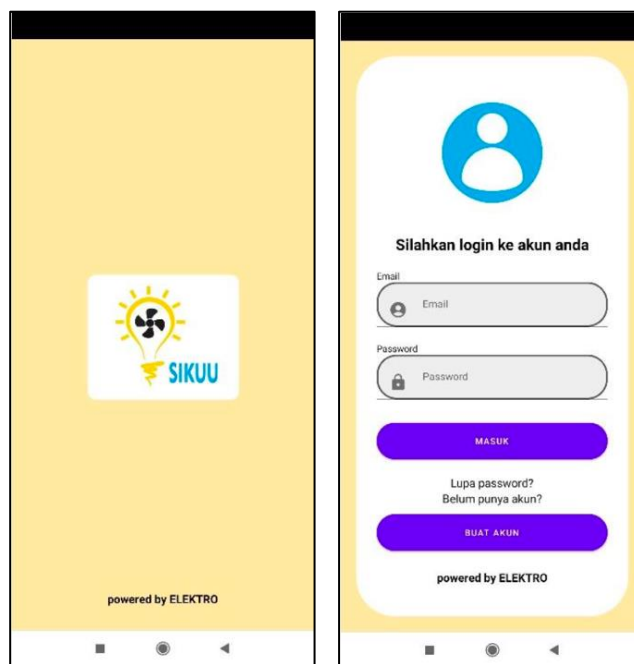 SIKUU
powered by ELEKTRO
Silahkan login ke akun anda
Email
Email
Password
Password
MASUK
Lupa password?
Belum punya akun?
BUAT AKUN
powered by ELEKTRO